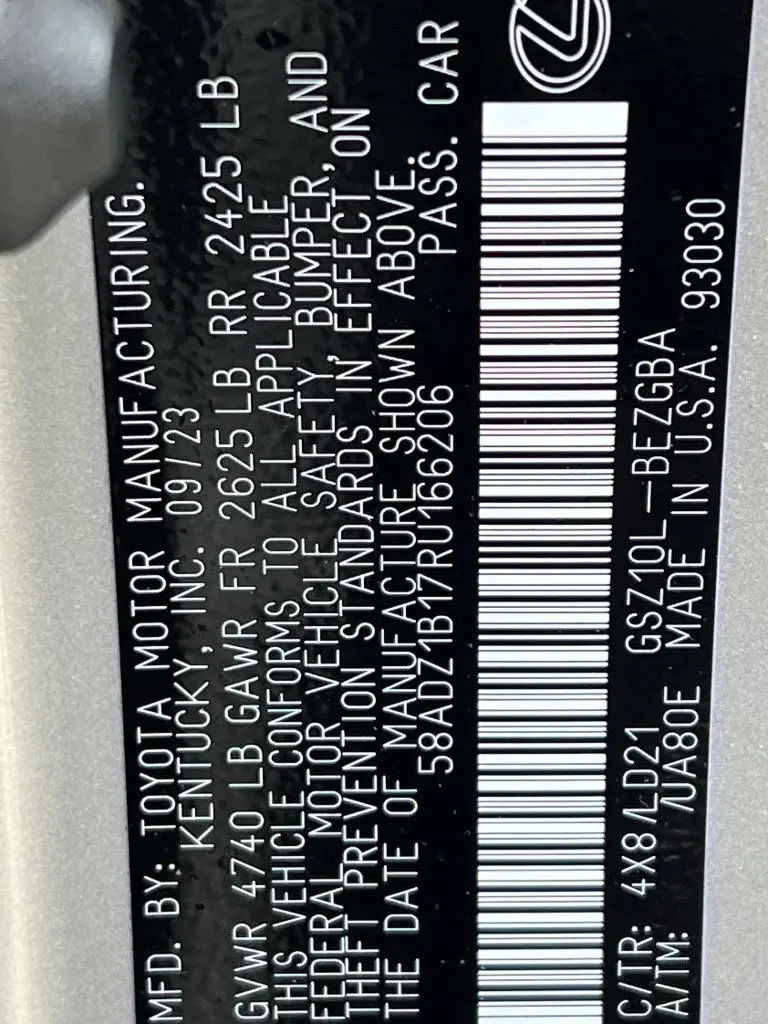 MFD. BY: TOYOTA MOTOR MANUFACTURING.
KENTUCKY, INC. 09/23
GVWR 4740 LB GAWR FR 2625 LB RR 2425 LB
THIS VEHICLE CONFORMS TO ALL APPLICABLE
FEDERAL MOTOR VEHICLE SAFETY, BUMPER, AND
THEFT PREVENTION STANDARDS IN EFFECT ON
THE DATE OF MANUFACTURE SHOWN ABOVE.
58ADZ1B17RU166206 PASS. CAR
C/TR: 4X8/LD21 GSZ10L-BEZGBA
A/TM: /UA80E MADE IN U.S.A. 93030